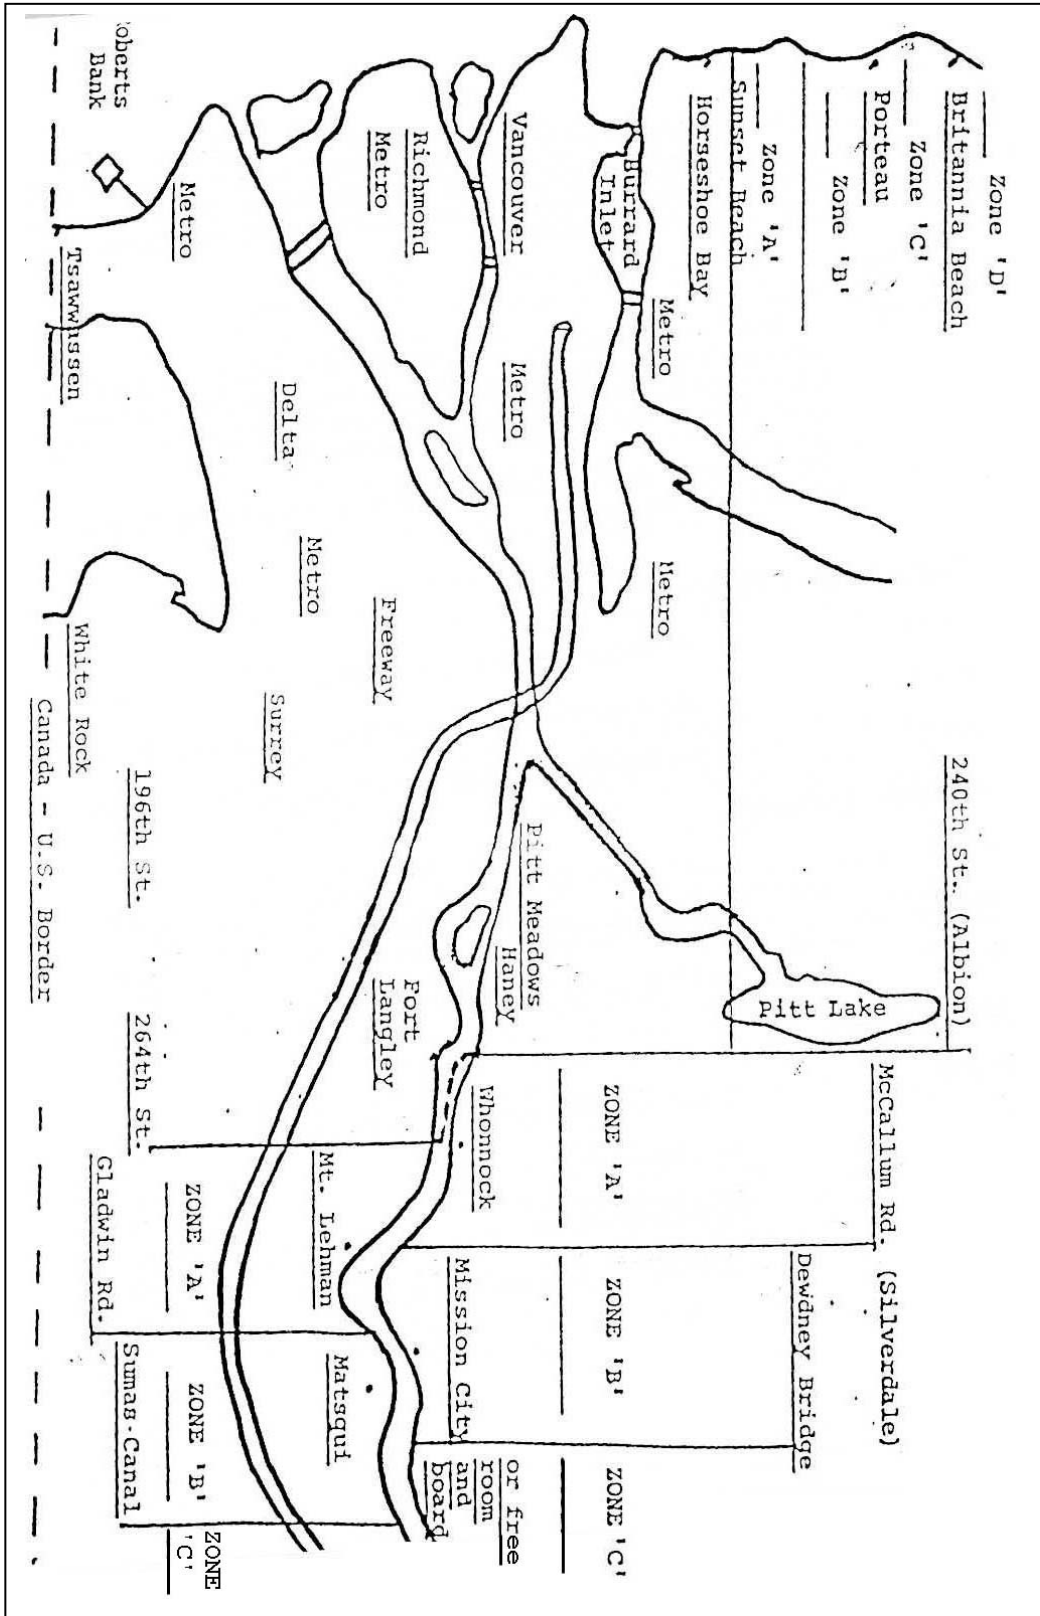 Zone 'D'
Britannia Beach
Zone 'C'
Porteau
Zone 'B'
Zone 'A'
Sunset Beach
Horseshoe Bay
240th St. (Albion)
McCallum Rd. (Silverdale)
Dewdney Bridge
Pitt Lake
Burrard
Inlet
Metro
Metro
ZONE 'A'
ZONE 'B'
ZONE 'C'
Vancouver
Metro
Pitt Meadows
Haney
Whonnock
Mission City
or free
room
and
board
Richmond
Metro
Freeway
Fort
Langley
Mt. Lehman
Matsqui
Delta
Metro
Surrey
Metro
ZONE 'A'
ZONE 'B'
ZONE
'C'
196th St.
264th St.
Gladwin Rd.
Sumas Canal
oberts
Bank
Tsawwassen
White Rock
Canada - U.S. Border